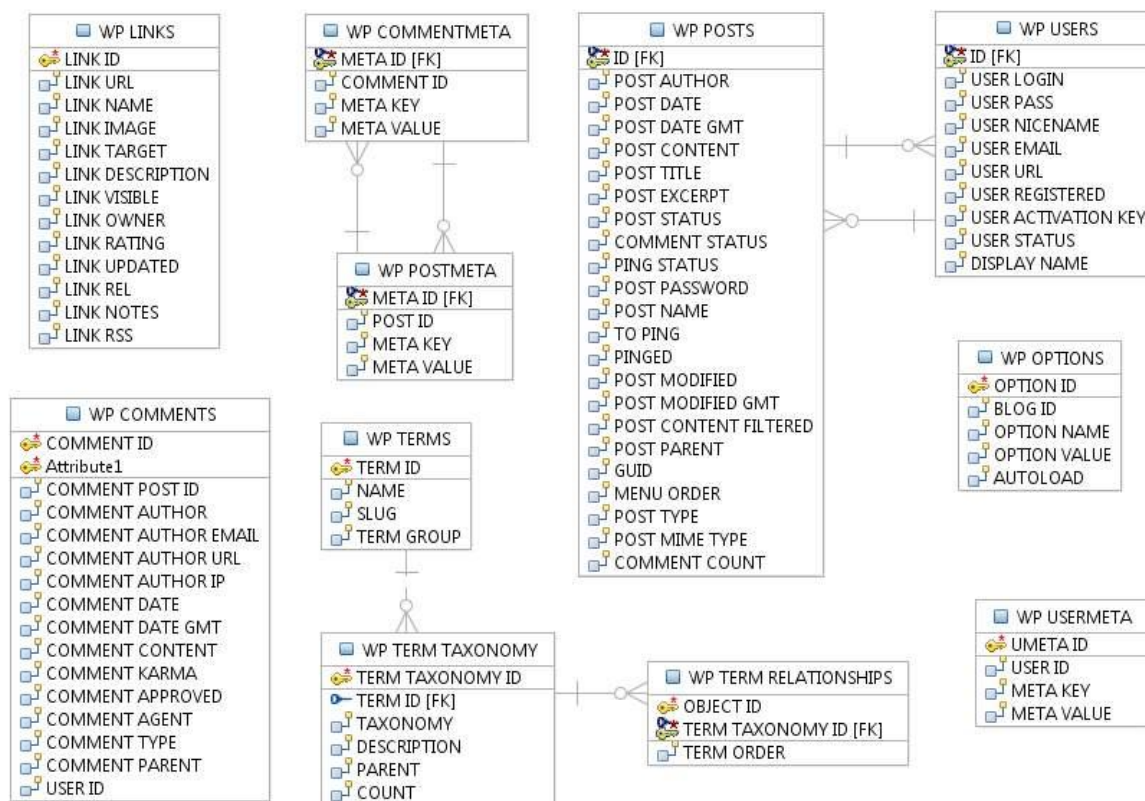 WP LINKS
LINK ID
LINK URL
LINK NAME
LINK IMAGE
LINK TARGET
LINK DESCRIPTION
LINK VISIBLE
LINK OWNER
LINK RATING
LINK UPDATED
LINK REL
LINK NOTES
LINK RSS
WP COMMENTMETA
META ID [FK]
COMMENT ID
META KEY
META VALUE
WP POSTMETA
META ID [FK]
POST ID
META KEY
META VALUE
WP POSTS
ID [FK]
POST AUTHOR
POST DATE
POST DATE GMT
POST CONTENT
POST TITLE
POST EXCERPT
POST STATUS
COMMENT STATUS
PING STATUS
POST PASSWORD
POST NAME
TO PING
PINGED
POST MODIFIED
POST MODIFIED GMT
POST CONTENT FILTERED
POST PARENT
GUID
MENU ORDER
POST TYPE
POST MIME TYPE
COMMENT COUNT
WP USERS
ID [FK]
USER LOGIN
USER PASS
USER NICENAME
USER EMAIL
USER URL
USER REGISTERED
USER ACTIVATION KEY
USER STATUS
DISPLAY NAME
WP OPTIONS
OPTION ID
BLOG ID
OPTION NAME
OPTION VALUE
AUTOLOAD
WP COMMENTS
COMMENT ID
Attribute1
COMMENT POST ID
COMMENT AUTHOR
COMMENT AUTHOR EMAIL
COMMENT AUTHOR URL
COMMENT AUTHOR IP
COMMENT DATE
COMMENT DATE GMT
COMMENT CONTENT
COMMENT KARMA
COMMENT APPROVED
COMMENT AGENT
COMMENT TYPE
COMMENT PARENT
USER ID
WP TERMS
TERM ID
NAME
SLUG
TERM GROUP
WP TERM TAXONOMY
TERM TAXONOMY ID
TERM ID [FK]
TAXONOMY
DESCRIPTION
PARENT
COUNT
WP TERM RELATIONSHIPS
OBJECT ID
TERM TAXONOMY ID [FK]
TERM ORDER
WP USERMETA
UMETA ID
USER ID
META KEY
META VALUE